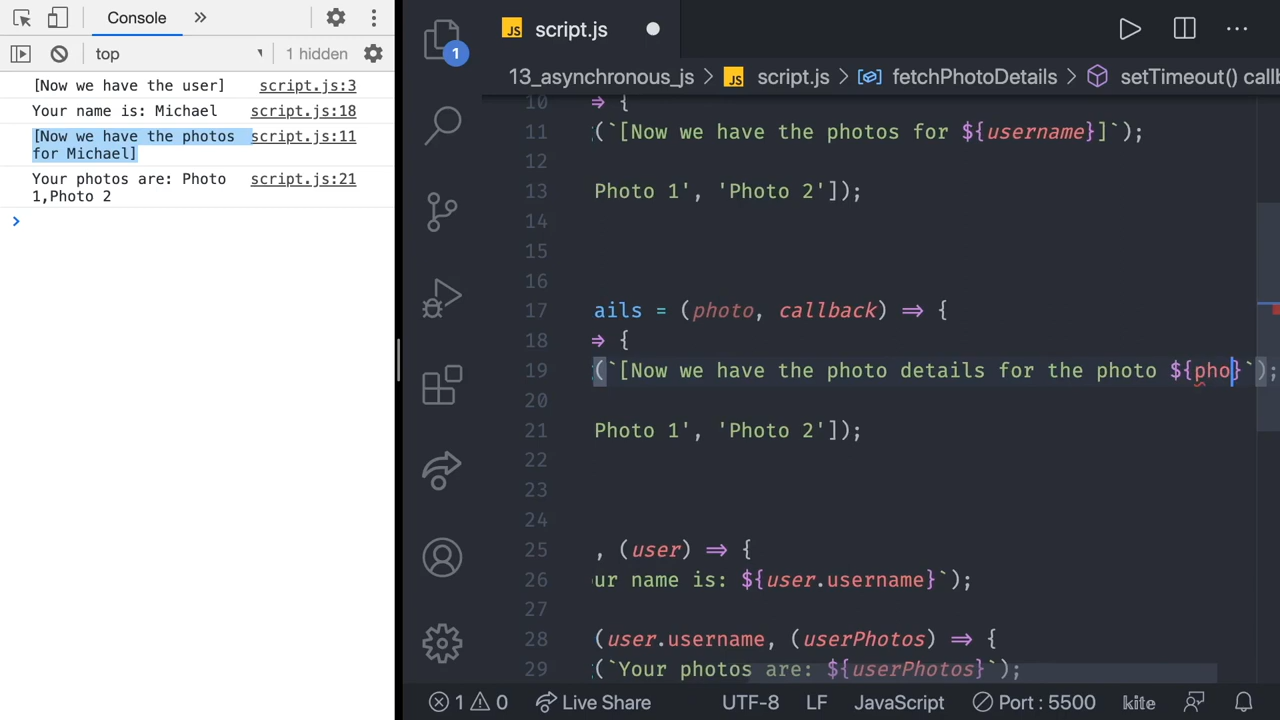 Console
top
1 hidden
[Now we have the user] script.js:3
Your name is: Michael script.js:18
[Now we have the photos script.js:11
for Michael]
Your photos are: Photo script.js:21
1,Photo 2
1
JS script.js
13_asynchronous_js > JS script.js > fetchPhotoDetails > setTimeout() callb
10 => {
11 (`[Now we have the photos for ${username}]`);
12
13 Photo 1', 'Photo 2']);
14
15
16
17 ails = (photo, callback) => {
18 => {
19 (`[Now we have the photo details for the photo ${pho}`);
20
21 Photo 1', 'Photo 2']);
22
23
24
25 , (user) => {
26 ur name is: ${user.username}`);
27
28 (user.username, (userPhotos) => {
29 (`Your photos are: ${userPhotos}`);
1 0 Live Share UTF-8 LF JavaScript Port : 5500 kite